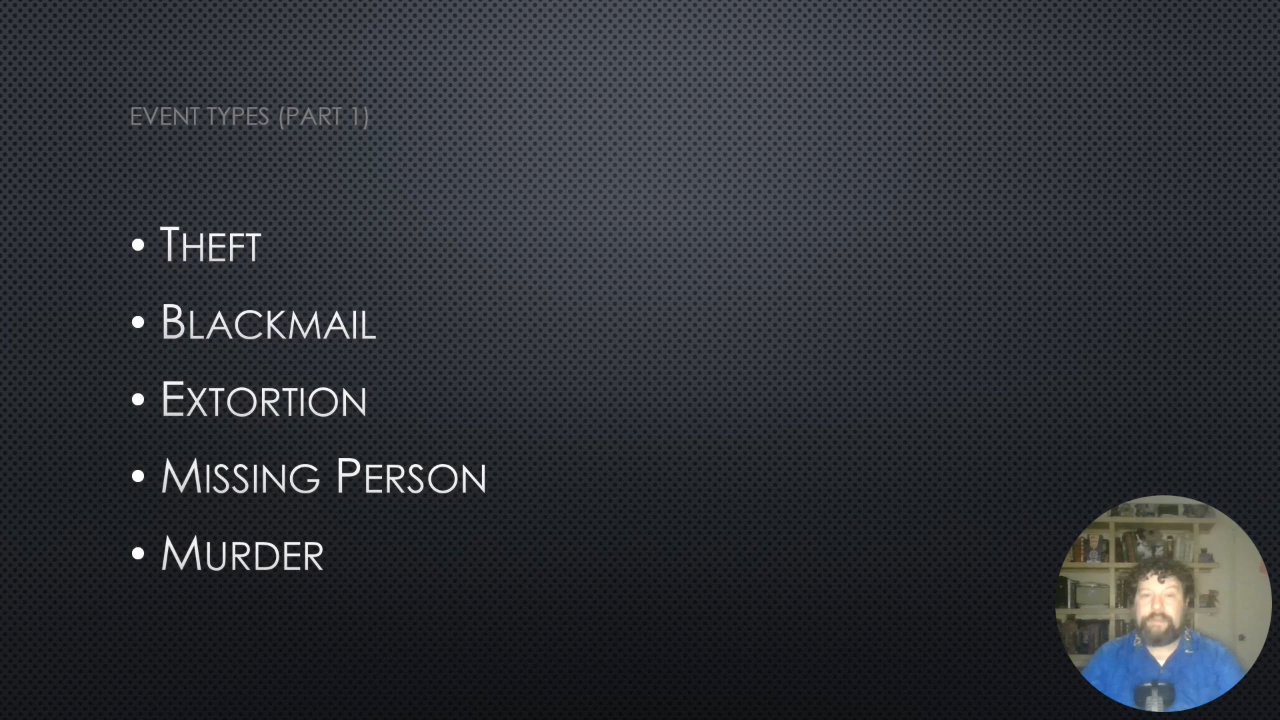 EVENT TYPES (PART 1)
• THEFT
• BLACKMAIL
• EXTORTION
• MISSING PERSON
• MURDER